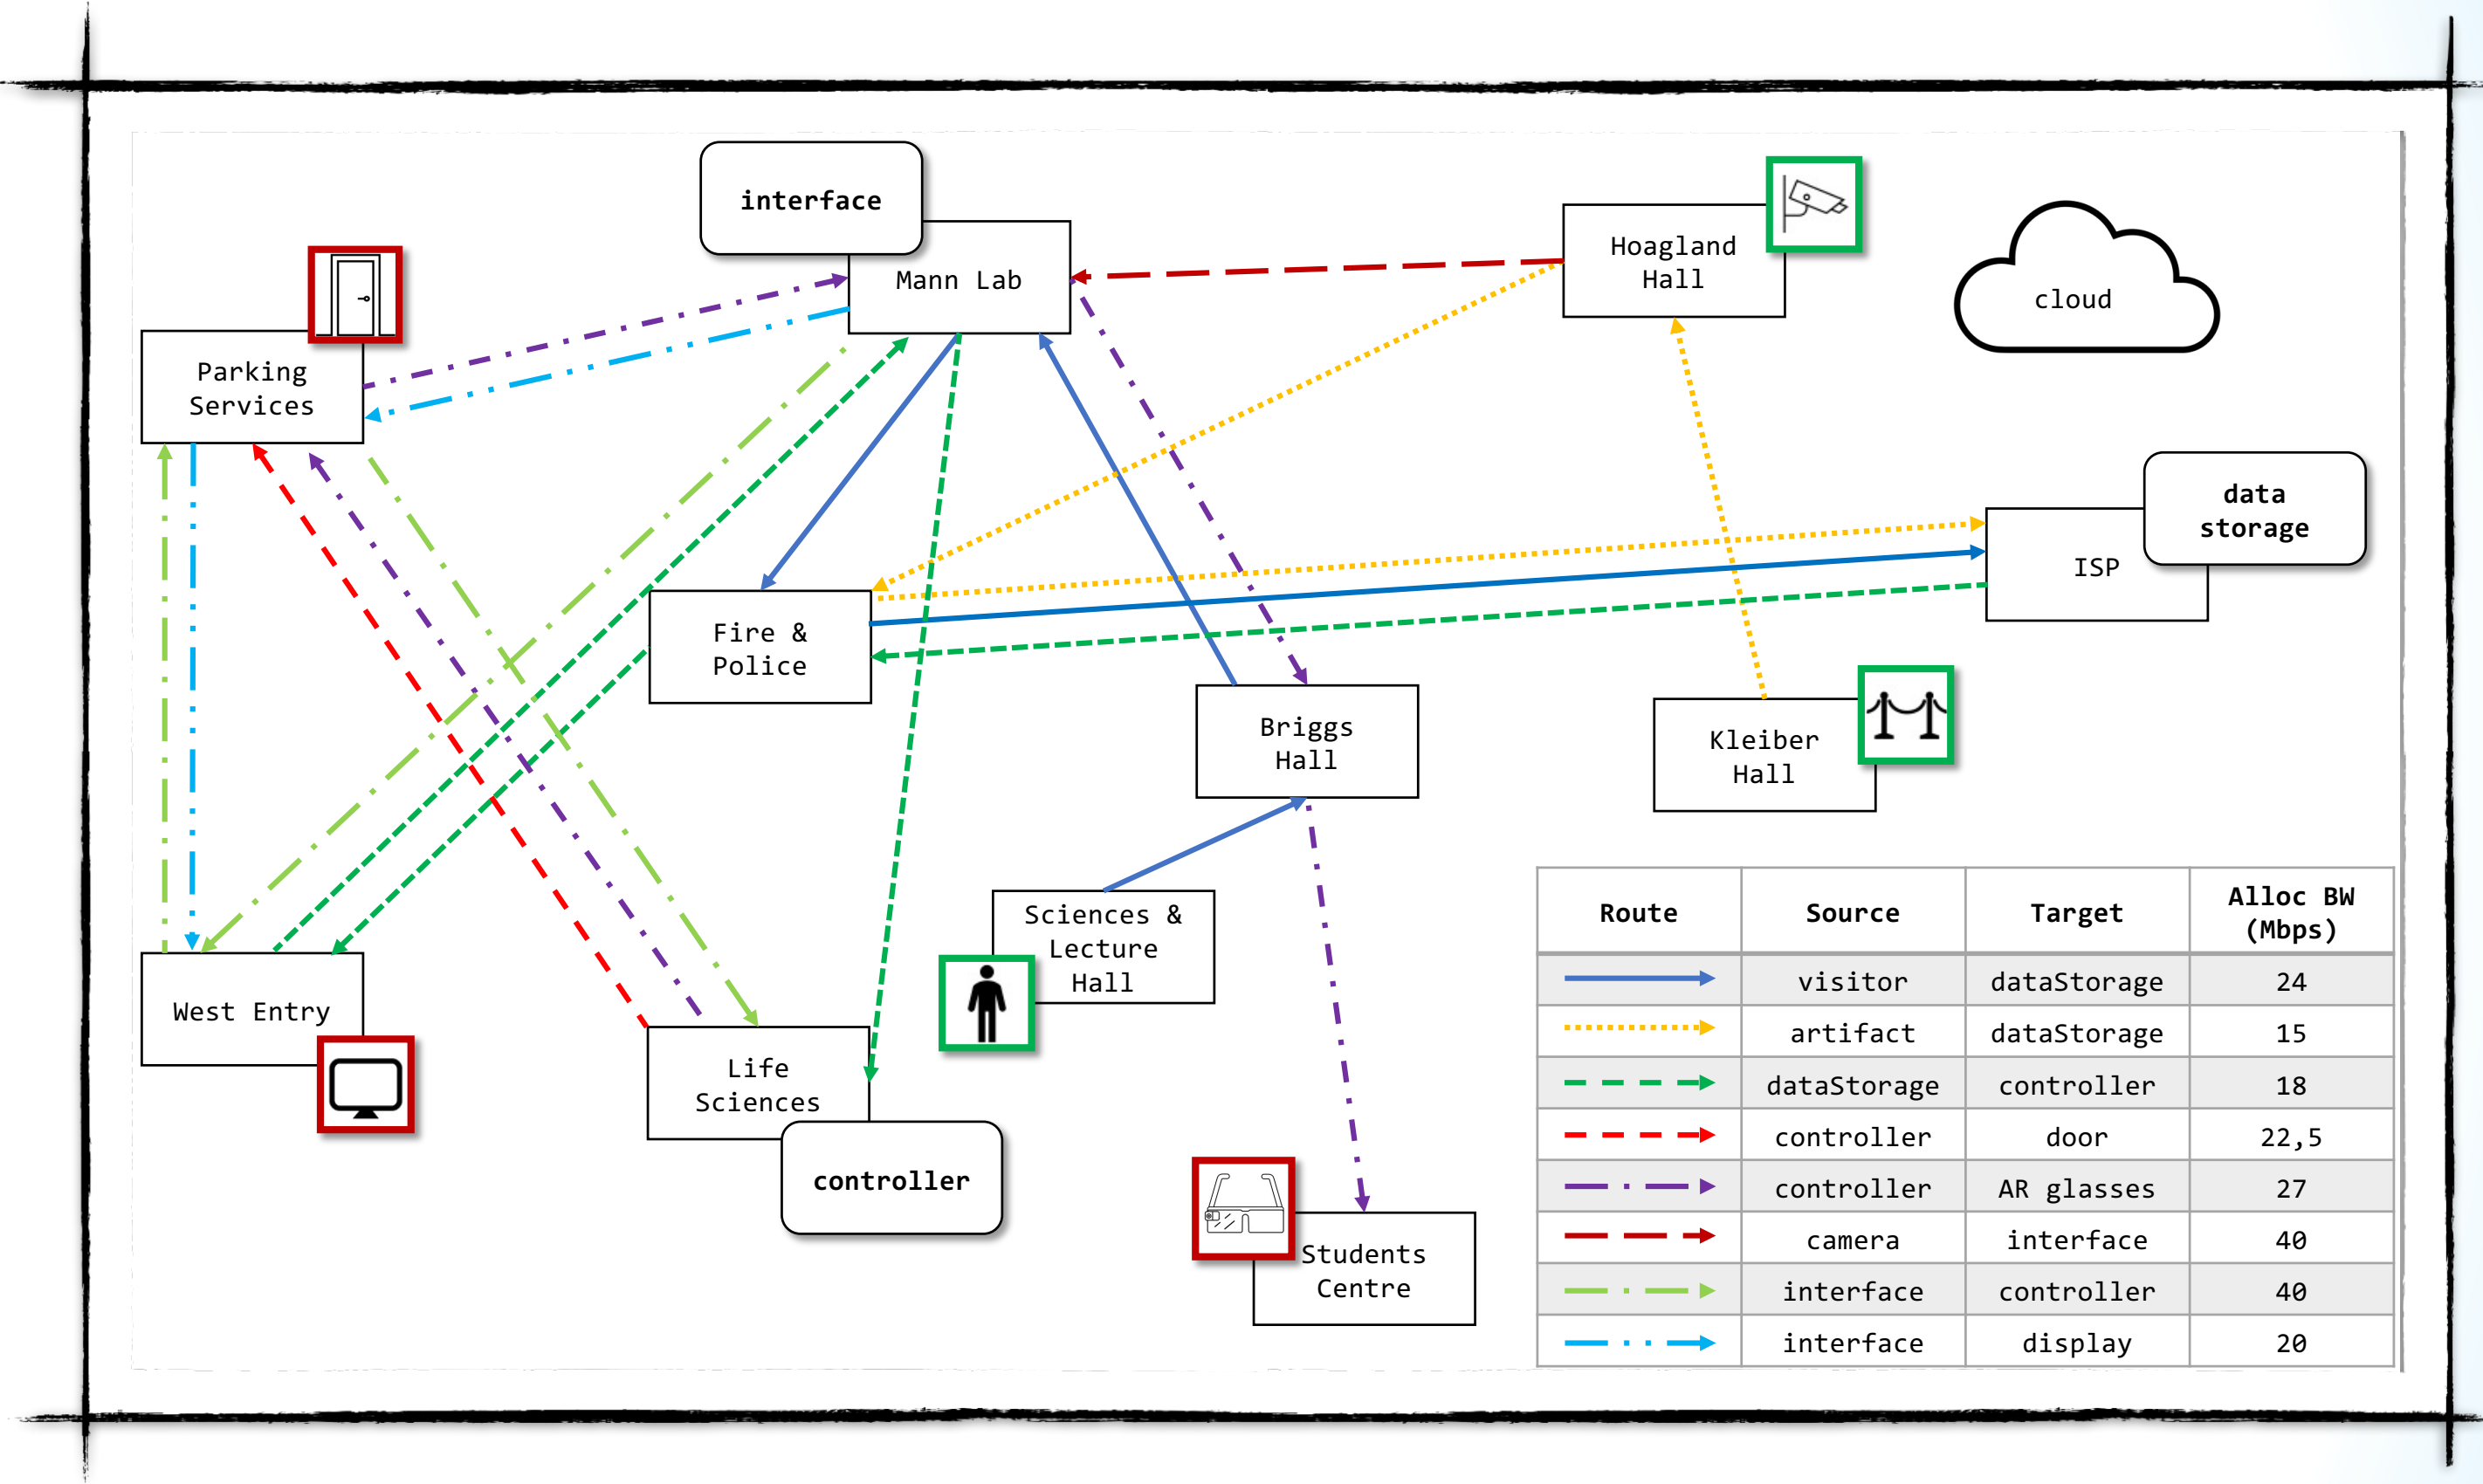 interface
Mann Lab
Hoagland
Hall
cloud
Parking
Services
data
storage
ISP
Fire &
Police
Briggs
Hall
Kleiber
Hall
Sciences &
Lecture
Hall
West Entry
Life
Sciences
controller
Students
Centre
Route Source Target Alloc BW
(Mbps)
visitor dataStorage 24
artifact dataStorage 15
dataStorage controller 18
controller door 22,5
controller AR glasses 27
camera interface 40
interface controller 40
interface display 20